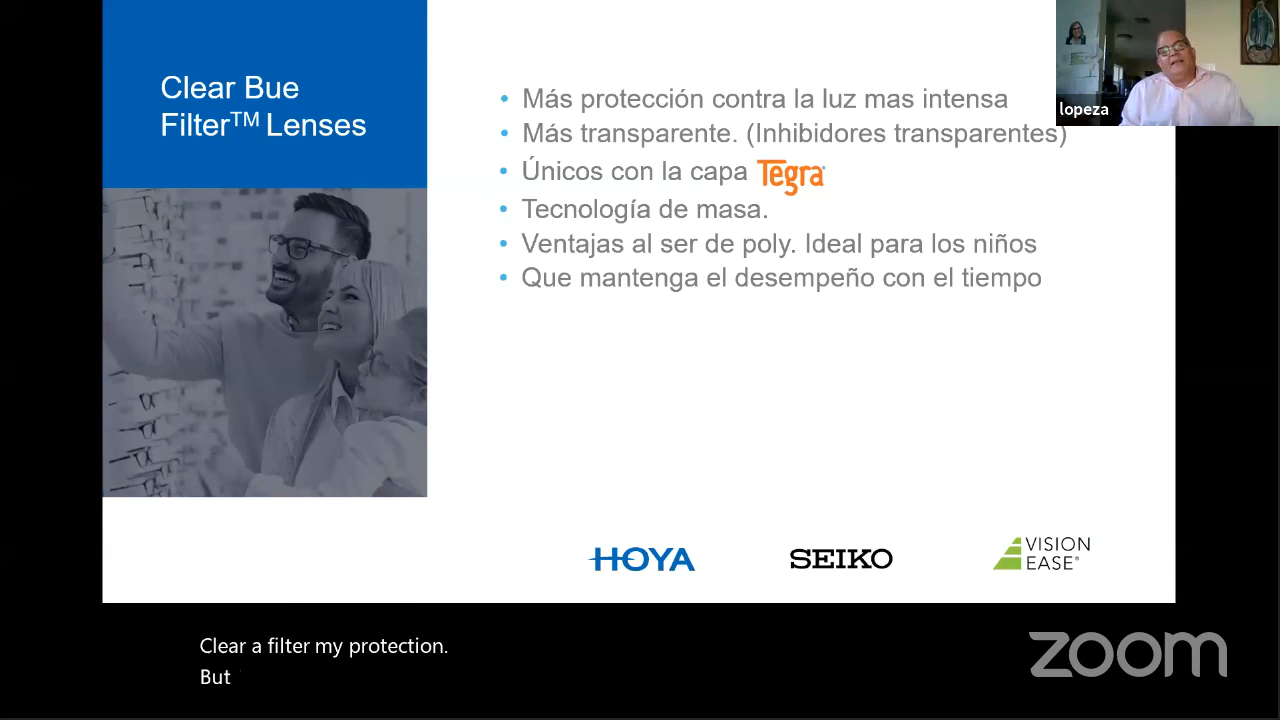 Clear Bue
Filter™ Lenses
• Más protección contra la luz mas intensa
• Más transparente. (Inhibidores transparentes)
• Únicos con la capa Tegra
• Tecnología de masa.
• Ventajas al ser de poly. Ideal para los niños
• Que mantenga el desempeño con el tiempo
lopeza
HOYA
SEIKO
VISION
EASE®
Clear a filter my protection.
But
zoom